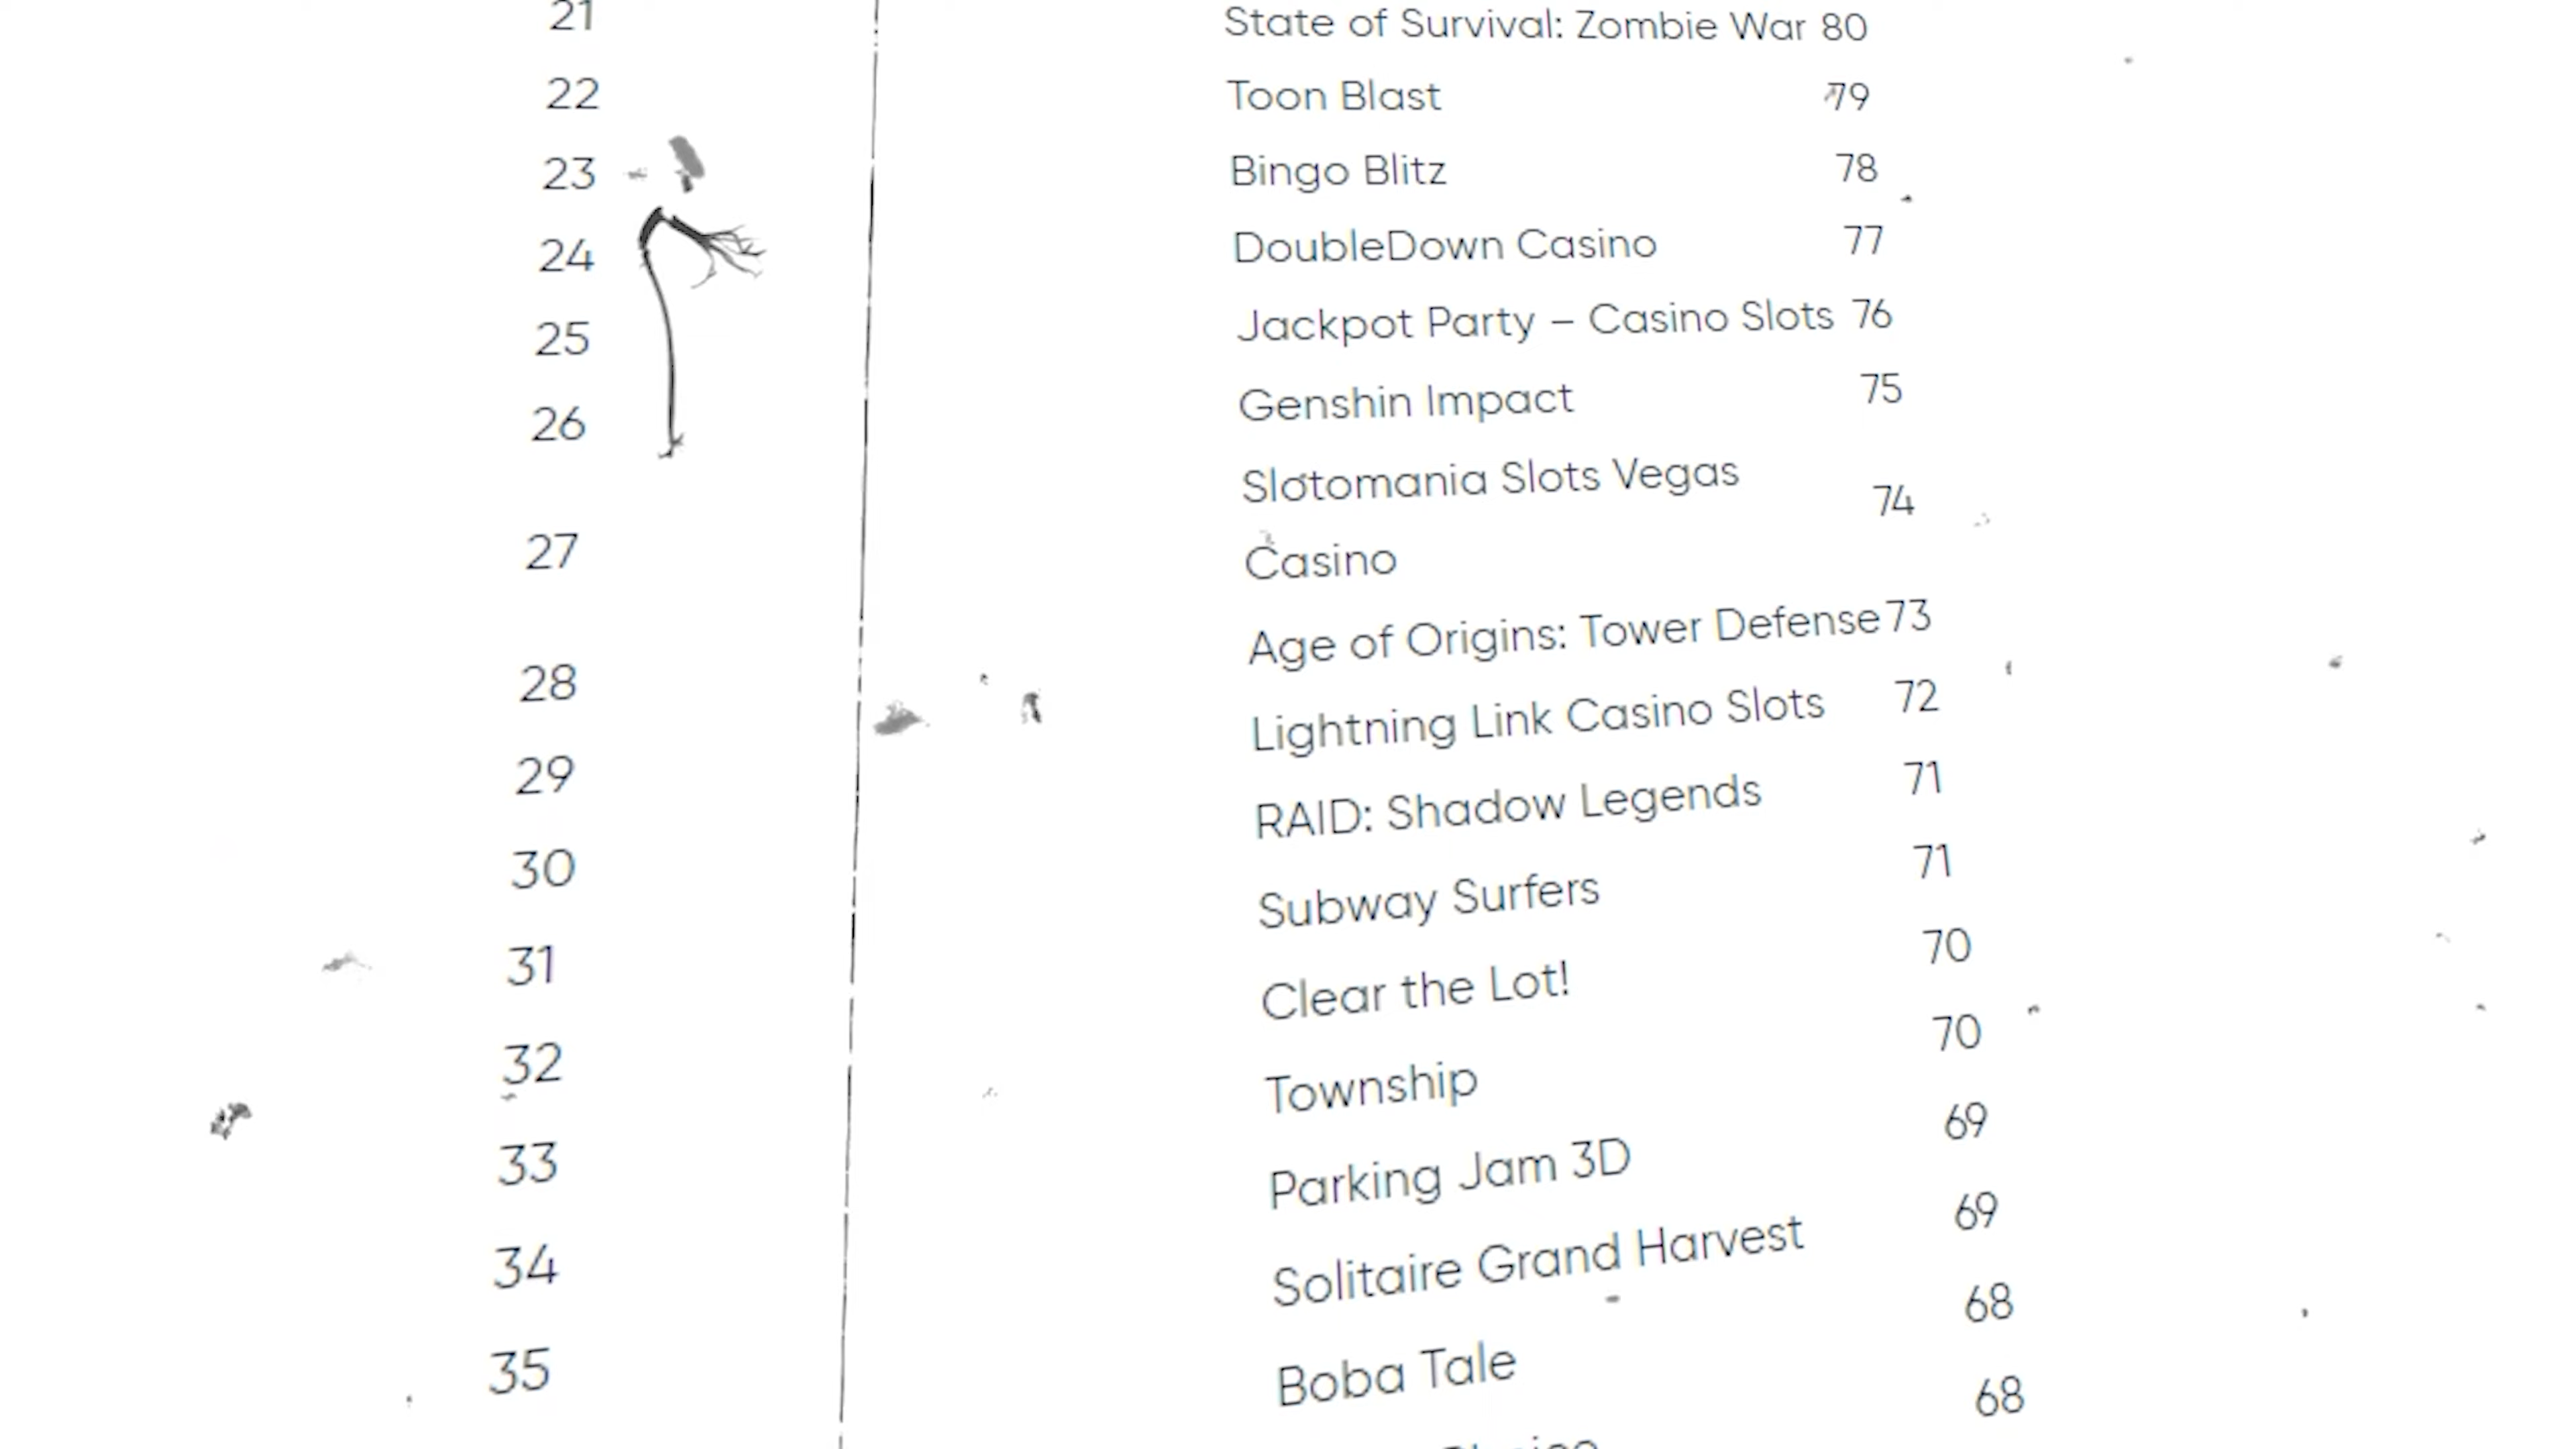 21 State of Survival: Zombie War 80
22 Toon Blast 79
23 Bingo Blitz 78
24 DoubleDown Casino 77
25 Jackpot Party – Casino Slots 76
26 Genshin Impact 75
27 Slotomania Slots Vegas 74
Casino
28 Age of Origins: Tower Defense 73
29 Lightning Link Casino Slots 72
30 RAID: Shadow Legends 71
31 Subway Surfers 71
32 Clear the Lot! 70
33 Township 70
34 Parking Jam 3D 69
35 Solitaire Grand Harvest 69
Boba Tale 68
68